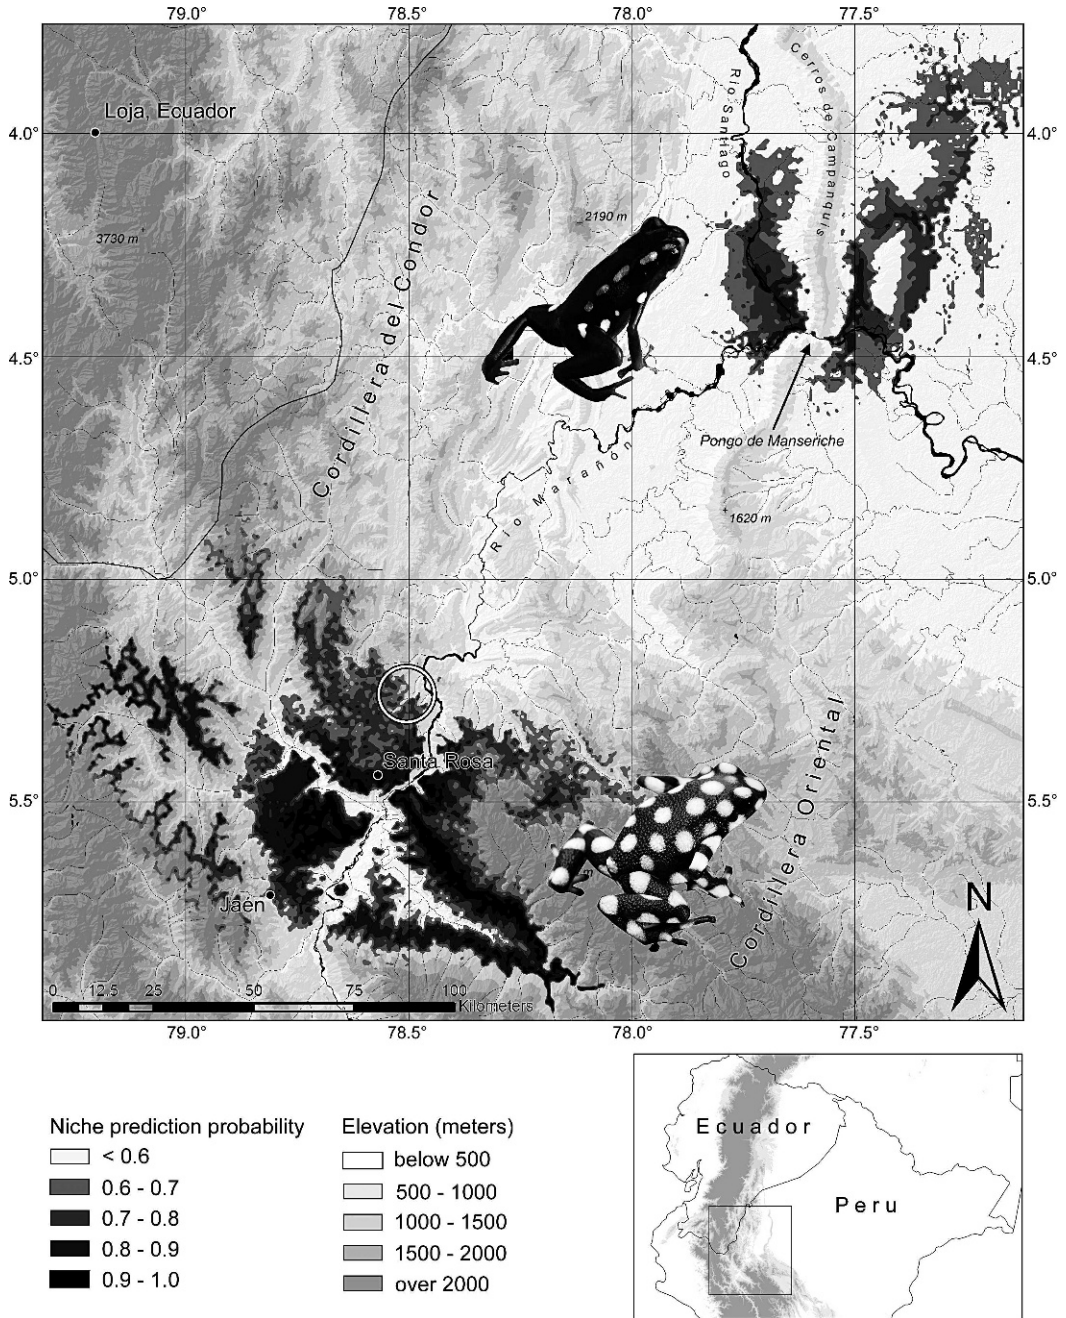 79.0° 78.5° 78.0° 77.5°
Loja, Ecuador
Río Santiago
Cerros de Campanquis
4.0° 4.0°
2190 m
3730 m
Cordillera del Condor
4.5° 4.5°
Pongo de Manseriche
Río Marañón
1620 m
5.0° 5.0°
Santa Rosa
Cordillera Oriental
5.5° 5.5°
m
Jaén
N
0 12.5 25 50 75 100
Kilometers
79.0° 78.5° 78.0° 77.5°
Niche prediction probability
< 0.6
0.6 - 0.7
0.7 - 0.8
0.8 - 0.9
0.9 - 1.0
Elevation (meters)
below 500
500 - 1000
1000 - 1500
1500 - 2000
over 2000
Ecuador
Peru